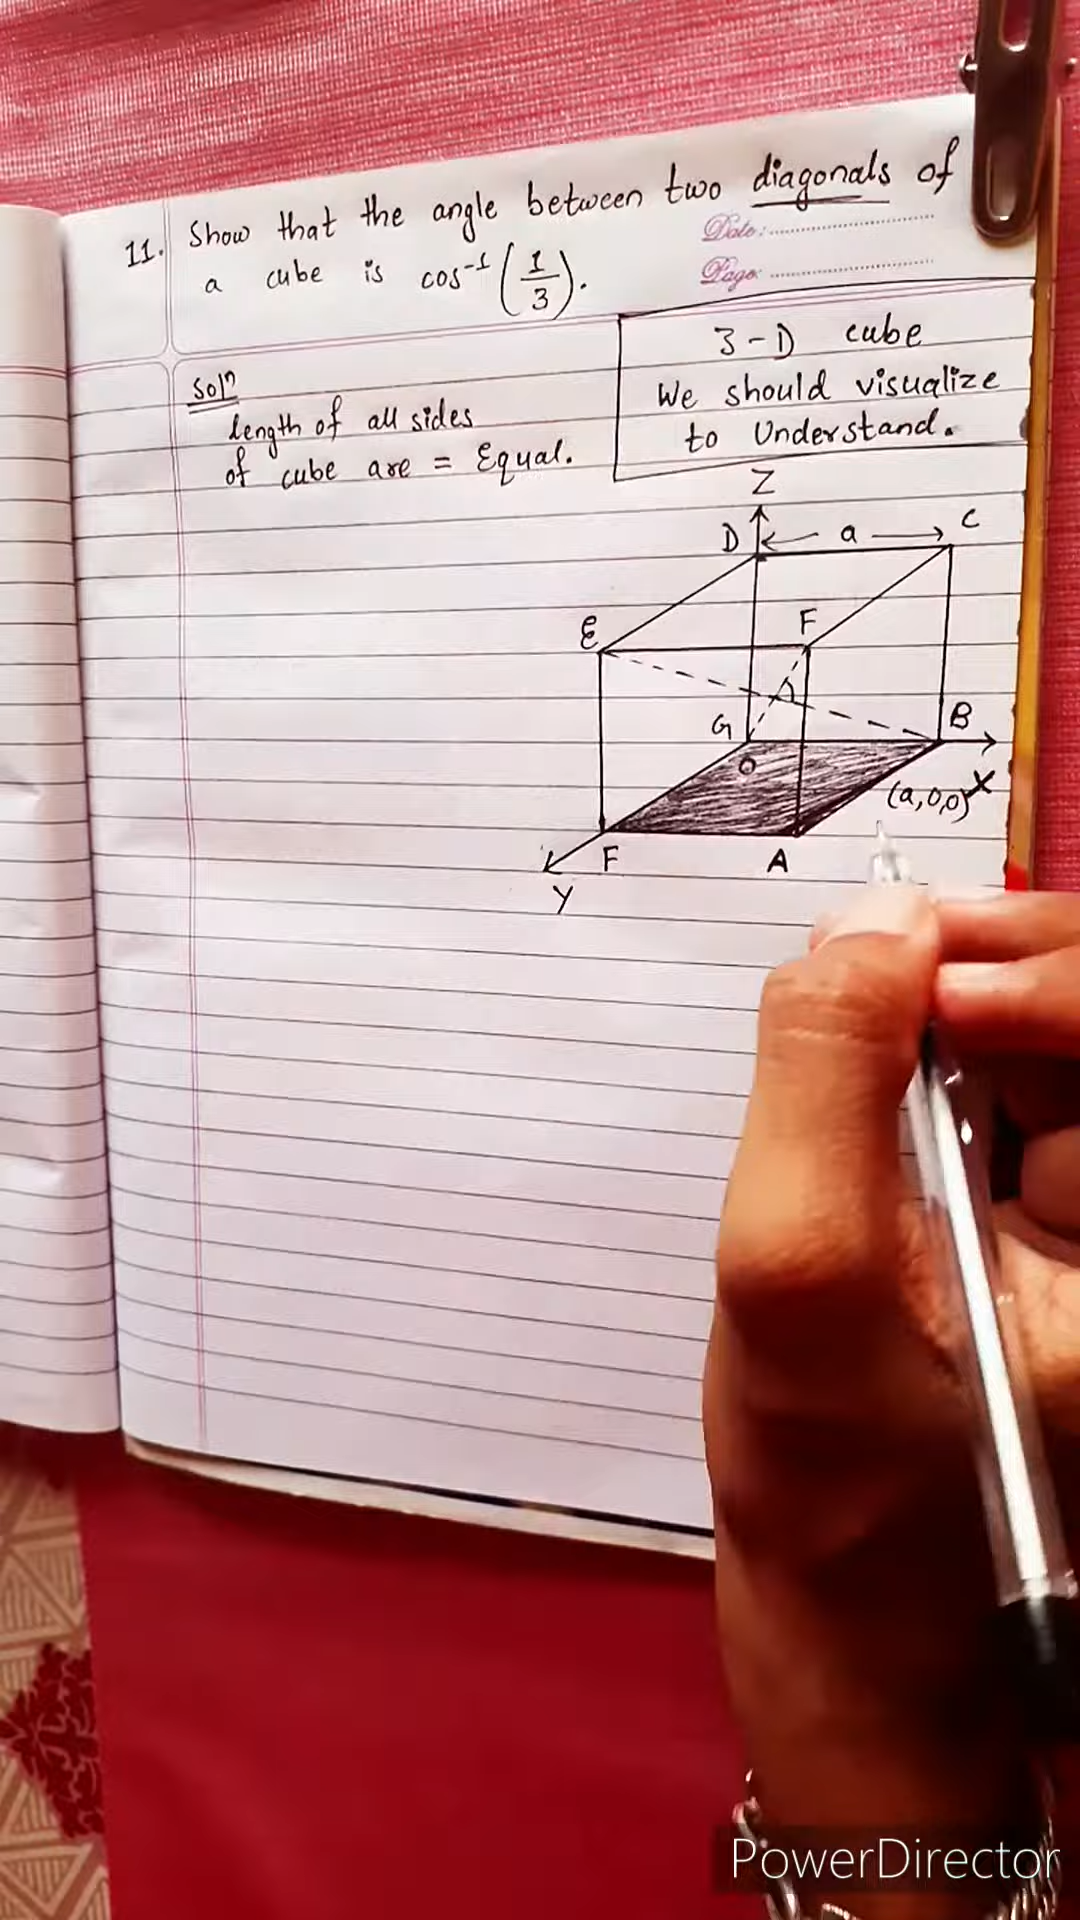 11. Show that the angle between two diagonals of
a cube is cos⁻¹(1/3).
Date:
Page:
Solⁿ
length of all sides
of cube are = Equal.
3-D cube
We should visualize
to Understand.
Z
D a C
E F
G B
O
(a,0,0) X
F A
Y
PowerDirector